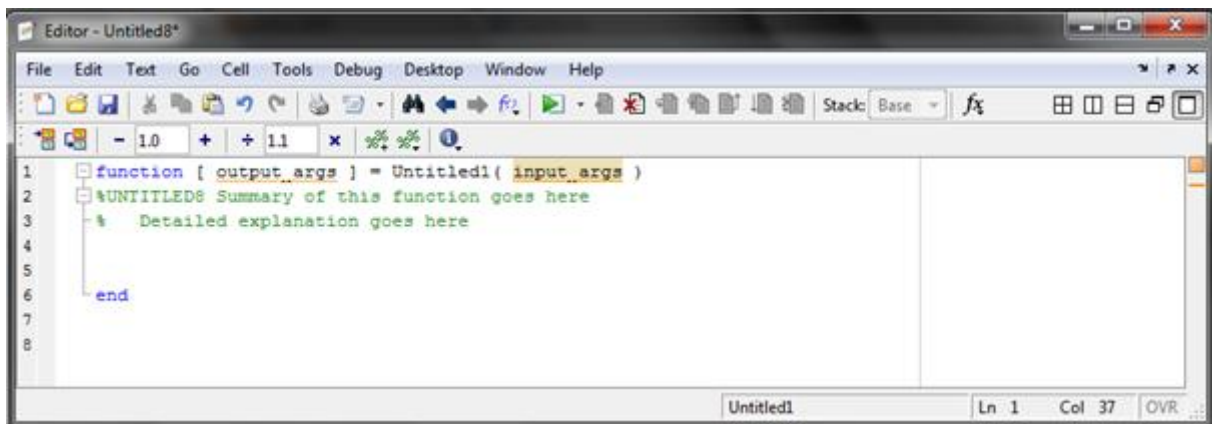 Editor - Untitled8*
File Edit Text Go Cell Tools Debug Desktop Window Help
Stack: Base fx
- 1.0 + ÷ 1.1 ×
1 function [ output_args ] = Untitled1( input_args )
2 %UNTITLED8 Summary of this function goes here
3 % Detailed explanation goes here
4
5
6 end
7
8
Untitled1 Ln 1 Col 37 OVR